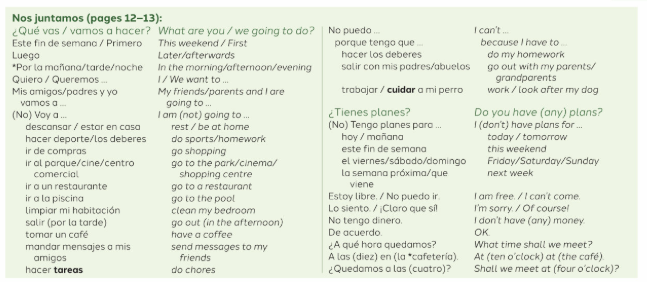 Nos juntamos (pages 12–13):
¿Qué vas / vamos a hacer? What are you / we going to do?
Este fin de semana / Primero This weekend / First
Luego Later/afterwards
*Por la mañana/tarde/noche In the morning/afternoon/evening
Quiero / Queremos ... I / We want to ...
Mis amigos/padres y yo My friends/parents and I are
vamos a ... going to ...
(No) Voy a ... I am (not) going to ...
descansar / estar en casa rest / be at home
hacer deporte/los deberes do sports/homework
ir de compras go shopping
ir al parque/cine/centro go to the park/cinema/
comercial shopping centre
ir a un restaurante go to a restaurant
ir a la piscina go to the pool
limpiar mi habitación clean my bedroom
salir (por la tarde) go out (in the afternoon)
tomar un café have a coffee
mandar mensajes a mis send messages to my
amigos friends
hacer tareas do chores
No puedo ... I can't ...
porque tengo que ... because I have to ...
hacer los deberes do my homework
salir con mis padres/abuelos go out with my parents/
grandparents
trabajar / cuidar a mi perro work / look after my dog
¿Tienes planes? Do you have (any) plans?
(No) Tengo planes para ... I (don't) have plans for ...
hoy / mañana today / tomorrow
este fin de semana this weekend
el viernes/sábado/domingo Friday/Saturday/Sunday
la semana próxima/que next week
viene
Estoy libre. / No puedo ir. I am free. / I can't come.
Lo siento. / ¡Claro que sí! I'm sorry. / Of course!
No tengo dinero. I don't have (any) money.
De acuerdo. OK.
¿A qué hora quedamos? What time shall we meet?
A las (diez) en (la *cafetería). At (ten o'clock) at (the café).
¿Quedamos a las (cuatro)? Shall we meet at (four o'clock)?